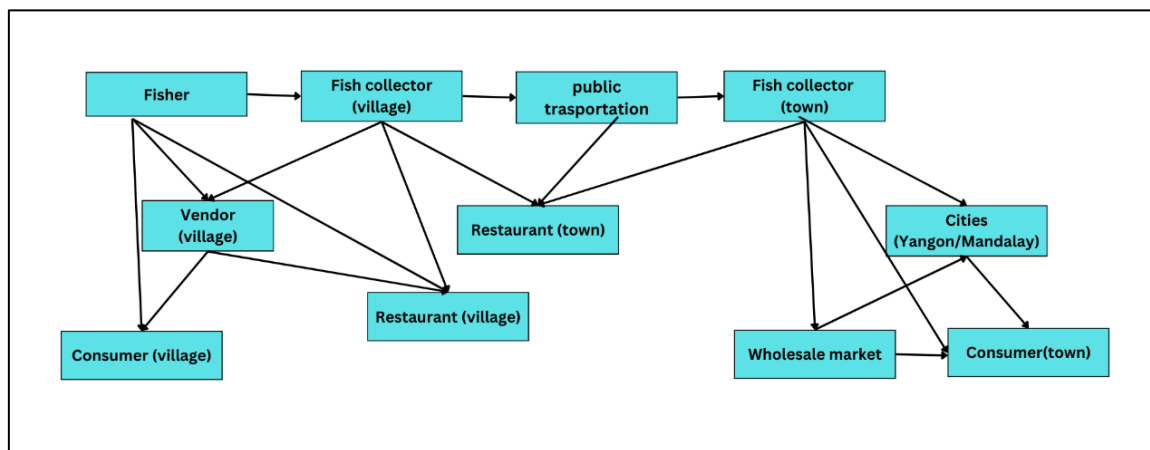 Fisher
Fish collector
(village)
public
trasportation
Fish collector
(town)
Vendor
(village)
Restaurant (town)
Cities
(Yangon/Mandalay)
Restaurant (village)
Consumer (village)
Wholesale market
Consumer(town)